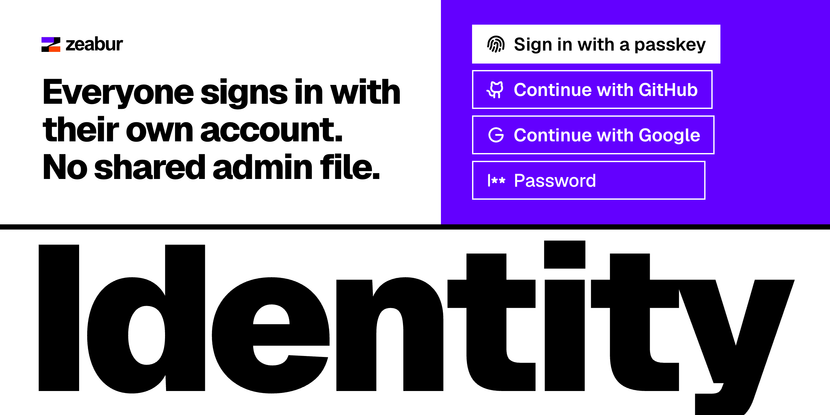 zeabur
Everyone signs in with
their own account.
No shared admin file.
Sign in with a passkey
Continue with GitHub
Continue with Google
Password
Identity